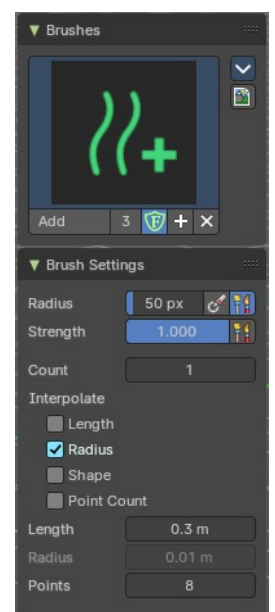 Brushes
Add 3 F
Brush Settings
Radius 50 px
Strength 1.000
Count 1
Interpolate
Length
Radius
Shape
Point Count
Length 0.3 m
Radius 0.01 m
Points 8